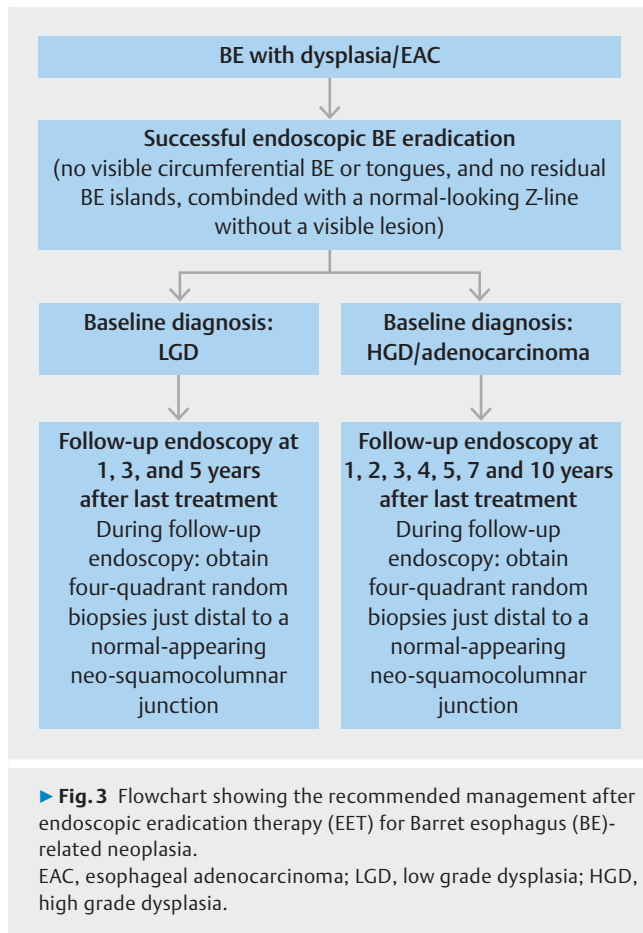 BE with dysplasia/EAC
Successful endoscopic BE eradication
(no visible circumferential BE or tongues, and no residual
BE islands, combinded with a normal-looking Z-line
without a visible lesion)
Baseline diagnosis:
LGD
Baseline diagnosis:
HGD/adenocarcinoma
Follow-up endoscopy at
1, 3, and 5 years
after last treatment
During follow-up
endoscopy: obtain
four-quadrant random
biopsies just distal to a
normal-appearing
neo-squamocolumnar
junction
Follow-up endoscopy at
1, 2, 3, 4, 5, 7 and 10 years
after last treatment
During follow-up
endoscopy: obtain
four-quadrant random
biopsies just distal to a
normal-appearing
neo-squamocolumnar
junction
▶ Fig. 3 Flowchart showing the recommended management after
endoscopic eradication therapy (EET) for Barret esophagus (BE)-
related neoplasia.
EAC, esophageal adenocarcinoma; LGD, low grade dysplasia; HGD,
high grade dysplasia.